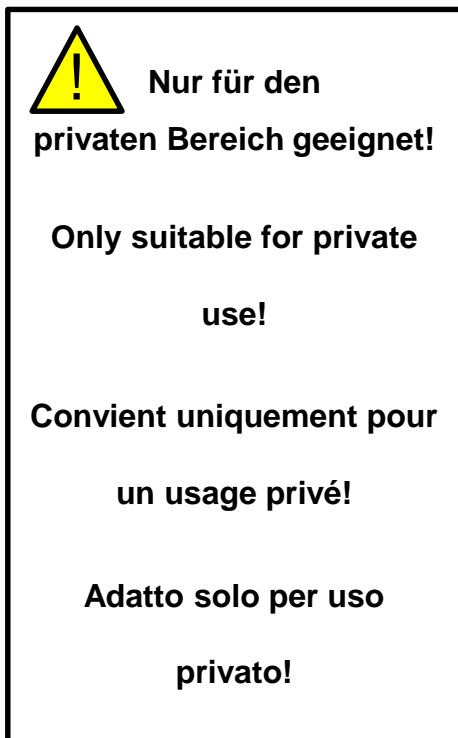 Nur für den
privaten Bereich geeignet!
Only suitable for private
use!
Convient uniquement pour
un usage privé!
Adatto solo per uso
privato!